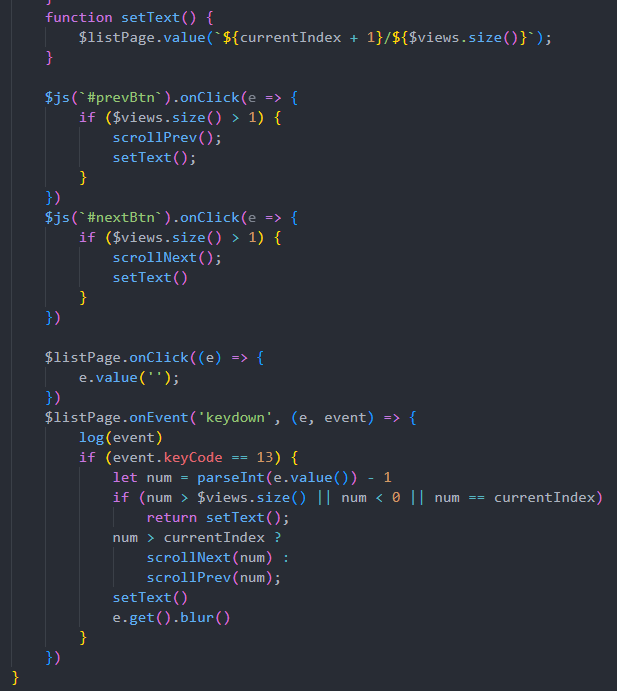 }
function setText() {
    $listPage.value(`${currentIndex + 1}/${$views.size()}`);
}

$js(`#prevBtn`).onClick(e => {
    if ($views.size() > 1) {
        scrollPrev();
        setText();
    }
})
$js(`#nextBtn`).onClick(e => {
    if ($views.size() > 1) {
        scrollNext();
        setText()
    }
})

$listPage.onClick((e) => {
    e.value('');
})
$listPage.onEvent('keydown', (e, event) => {
    log(event)
    if (event.keyCode == 13) {
        let num = parseInt(e.value()) - 1
        if (num > $views.size() || num < 0 || num == currentIndex)
            return setText();
        num > currentIndex ?
            scrollNext(num) :
            scrollPrev(num);
        setText()
        e.get().blur()
    }
})
}